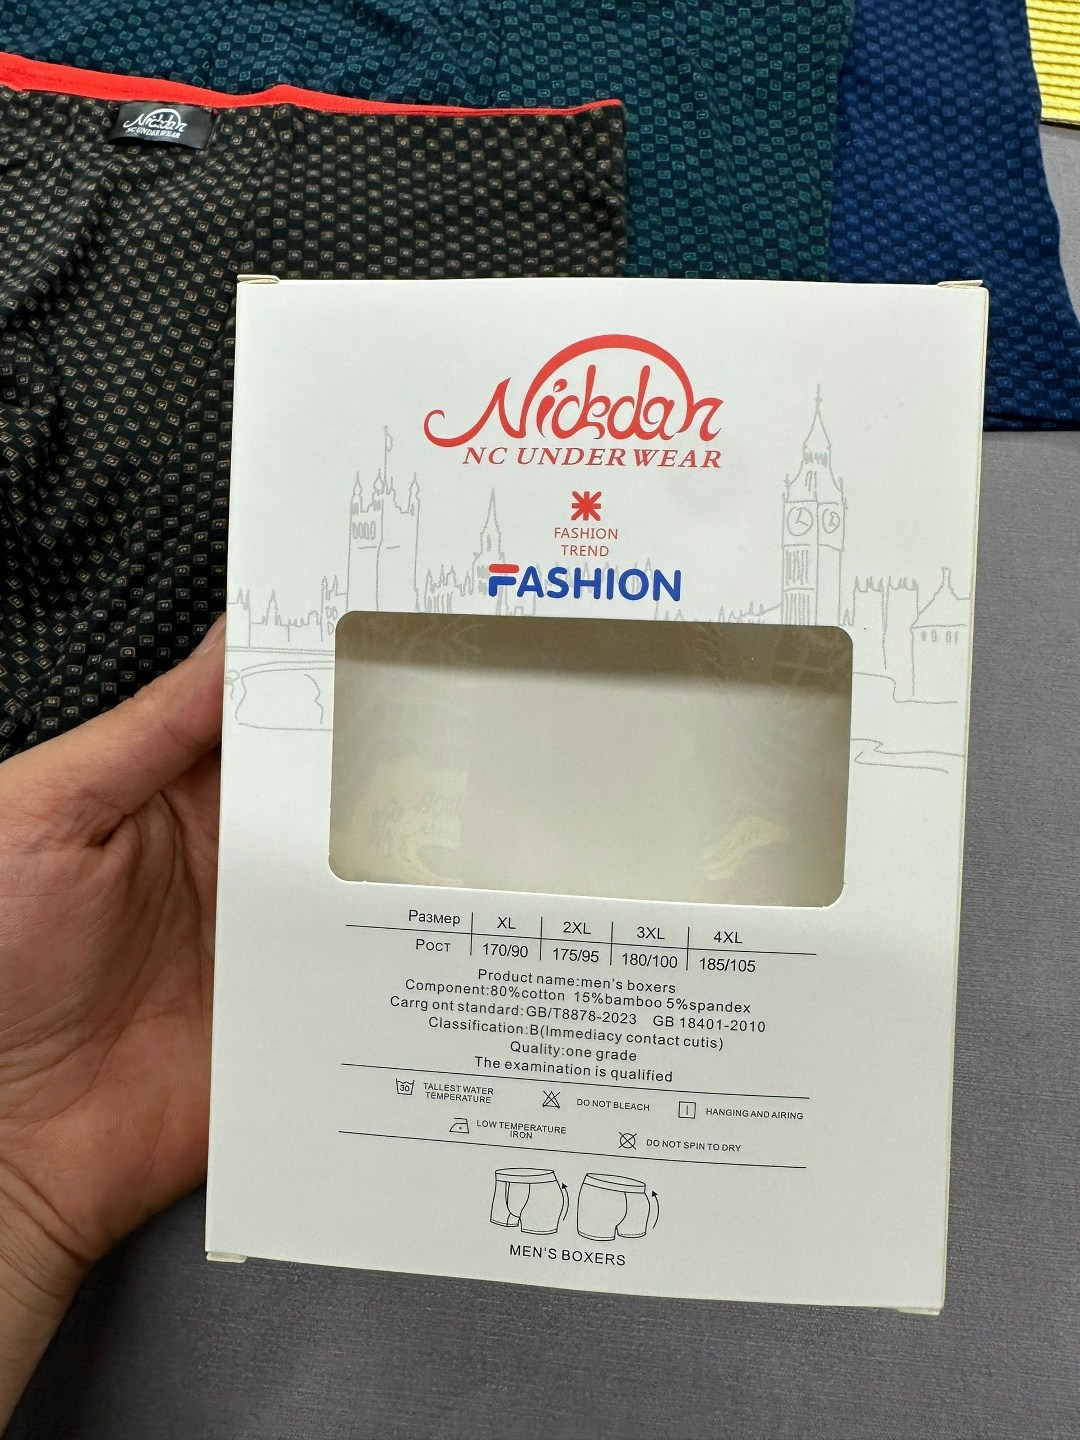 Nickdan
NC UNDERWEAR
Nickdan
NC UNDERWEAR
FASHION
TREND
FASHION
Размер XL 2XL 3XL 4XL
Рост 170/90 175/95 180/100 185/105
Product name:men's boxers
Component:80%cotton 15%bamboo 5%spandex
Carrg ont standard:GB/T8878-2023 GB 18401-2010
Classification:B(Immediacy contact cutis)
Quality:one grade
The examination is qualified
30 TALLEST WATER
TEMPERATURE
DO NOT BLEACH
HANGING AND AIRING
LOW TEMPERATURE
IRON
DO NOT SPIN TO DRY
MEN'S BOXERS